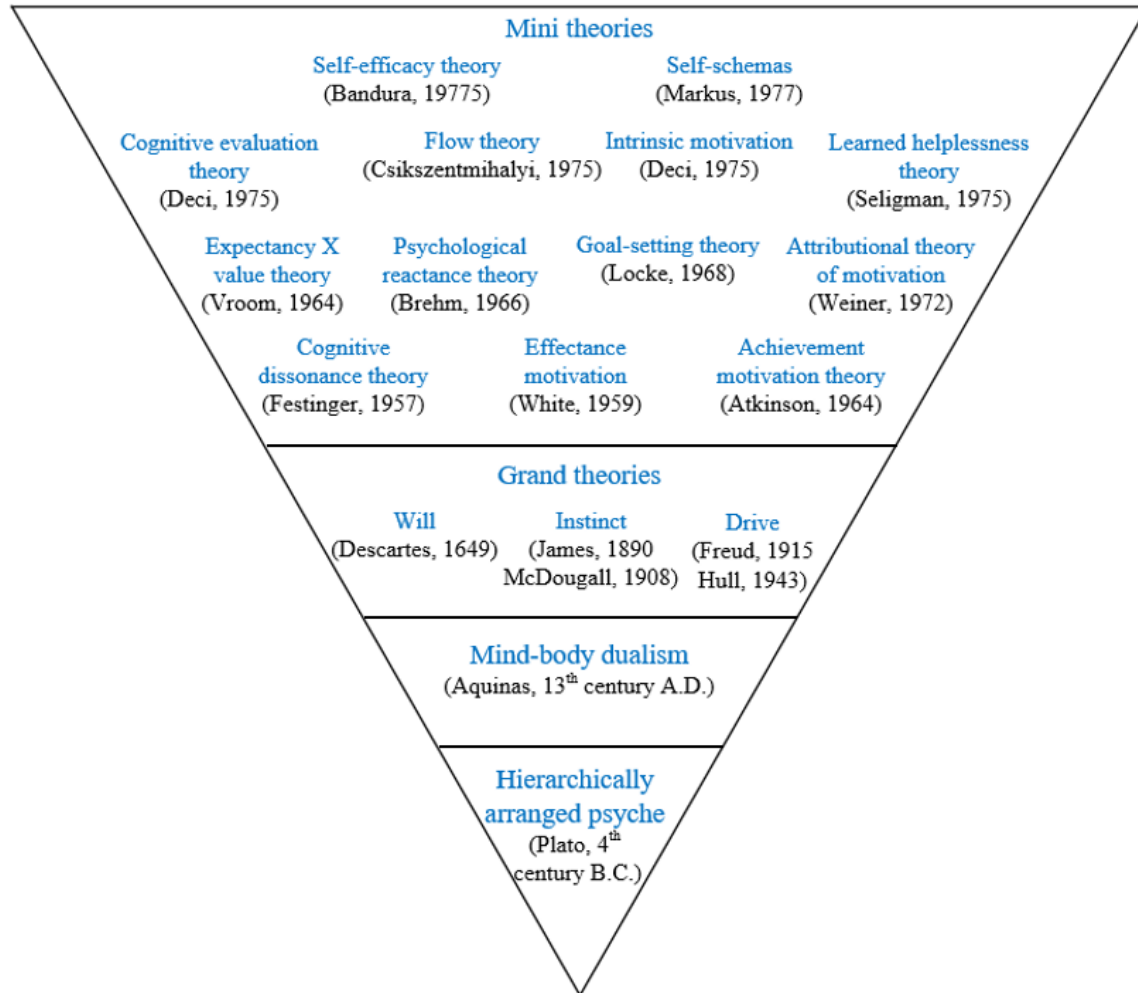 Mini theories
Self-efficacy theory
(Bandura, 19775)
Self-schemas
(Markus, 1977)
Cognitive evaluation
theory
(Deci, 1975)
Flow theory
(Csikszentmihalyi, 1975)
Intrinsic motivation
(Deci, 1975)
Learned helplessness
theory
(Seligman, 1975)
Expectancy X
value theory
(Vroom, 1964)
Psychological
reactance theory
(Brehm, 1966)
Goal-setting theory
(Locke, 1968)
Attributional theory
of motivation
(Weiner, 1972)
Cognitive
dissonance theory
(Festinger, 1957)
Effectance
motivation
(White, 1959)
Achievement
motivation theory
(Atkinson, 1964)
Grand theories
Will
(Descartes, 1649)
Instinct
(James, 1890
McDougall, 1908)
Drive
(Freud, 1915
Hull, 1943)
Mind-body dualism
(Aquinas, 13th century A.D.)
Hierarchically
arranged psyche
(Plato, 4th
century B.C.)